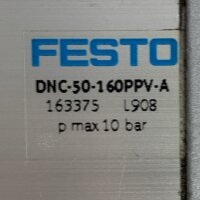 FESTO
DNC-50-160PPV-A
163375 L908
p max 10 bar